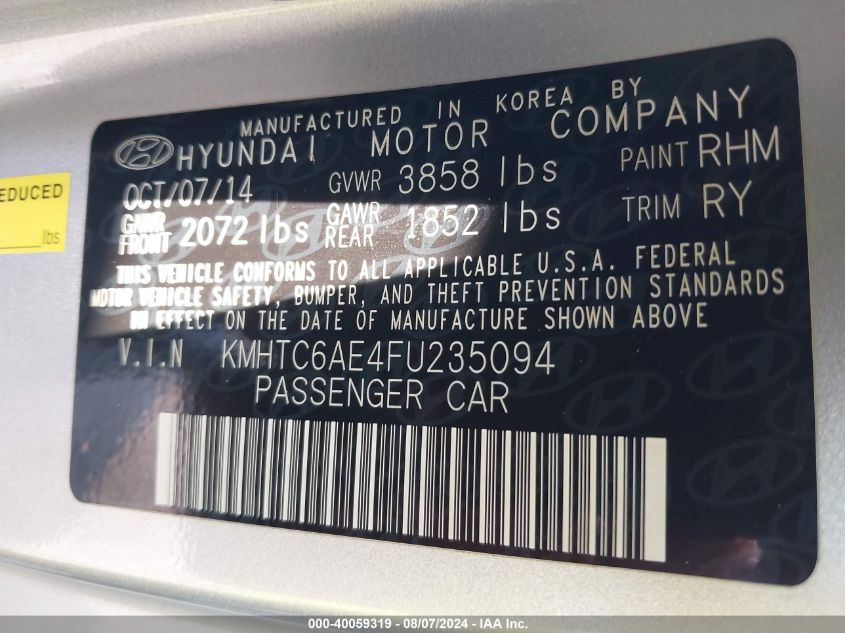 MANUFACTURED IN KOREA BY
HYUNDAI MOTOR COMPANY
OCT/07/14 GVWR 3858 lbs PAINT RHM
GAWR FRONT 2072 lbs GAWR REAR 1852 lbs TRIM RY
THIS VEHICLE CONFORMS TO ALL APPLICABLE U.S.A. FEDERAL
MOTOR VEHICLE SAFETY, BUMPER, AND THEFT PREVENTION STANDARDS
IN EFFECT ON THE DATE OF MANUFACTURE SHOWN ABOVE
V.I.N KMHTC6AE4FU235094
PASSENGER CAR
EDUCED
lbs
000-40059319 - 08/07/2024 - IAA Inc.